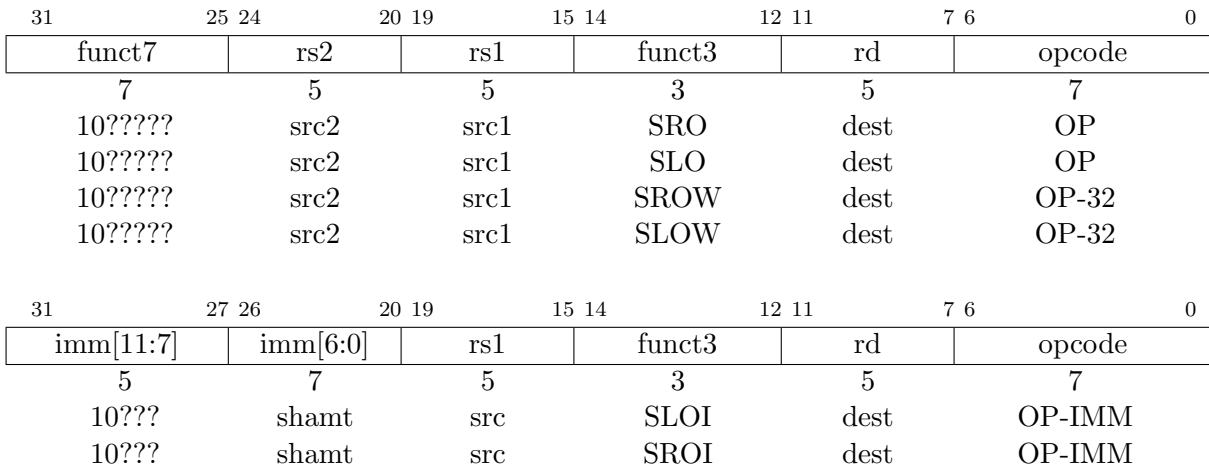 31 25 24 20 19 15 14 12 11 7 6 0
funct7 rs2 rs1 funct3 rd opcode
7 5 5 3 5 7
10????? src2 src1 SRO dest OP
10????? src2 src1 SLO dest OP
10????? src2 src1 SROW dest OP-32
10????? src2 src1 SLOW dest OP-32
31 27 26 20 19 15 14 12 11 7 6 0
imm[11:7] imm[6:0] rs1 funct3 rd opcode
5 7 5 3 5 7
10??? shamt src SLOI dest OP-IMM
10??? shamt src SROI dest OP-IMM